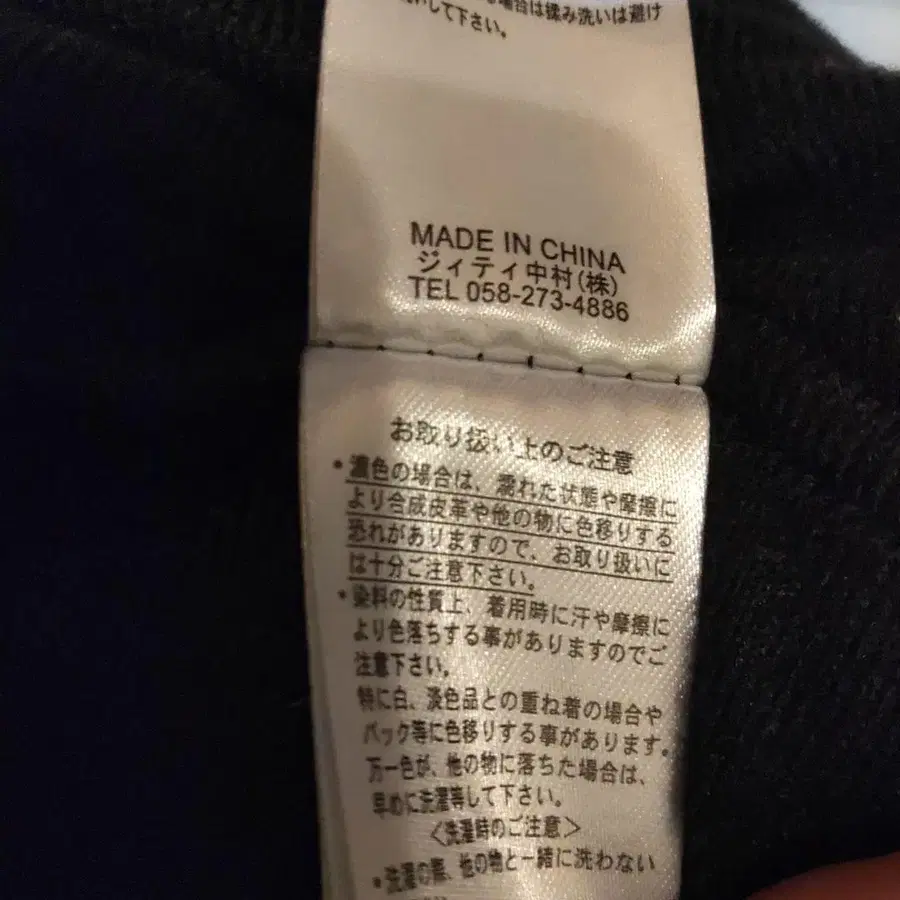 場合は揉み洗いは避け
して下さい。
MADE IN CHINA
ジィティ中村(株)
TEL 058-273-4886
お取り扱い上のご注意
・濃色の場合は、濡れた状態や摩擦に
より合成皮革や他の物に色移りする
恐れがありますので、お取り扱いに
は十分ご注意下さい。
・染料の性質上、着用時に汗や摩擦に
より色落ちする事がありますのでご
注意下さい。
特に白、淡色品との重ね着の場合や
バック等に色移りする事があります。
万一色が、他の物に落ちた場合は、
早めに洗濯等して下さい。
<洗濯時のご注意>
・洗濯の際、他の物と一緒に洗わない